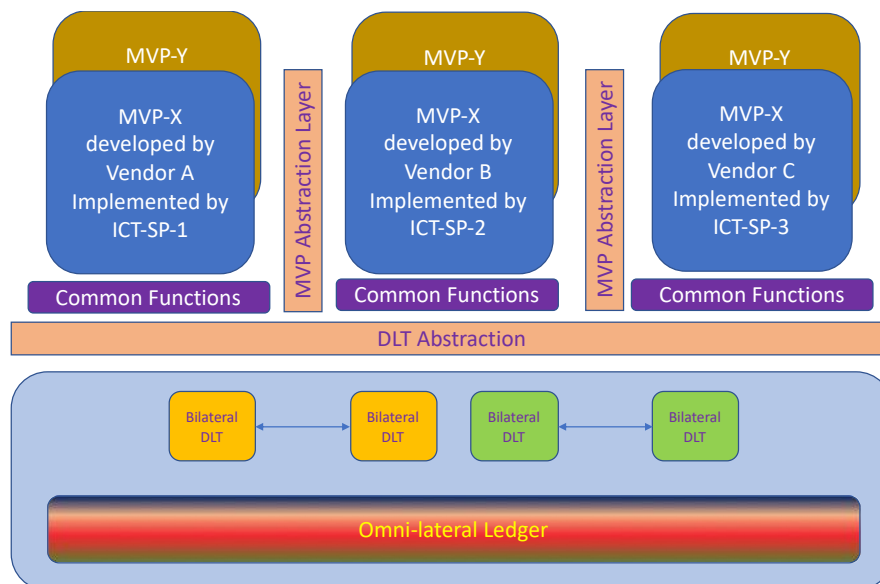 MVP-Y
MVP-X
developed by
Vendor A
Implemented by
ICT-SP-1
Common Functions
MVP Abstraction Layer
MVP-Y
MVP-X
developed by
Vendor B
Implemented by
ICT-SP-2
Common Functions
MVP Abstraction Layer
MVP-Y
MVP-X
developed by
Vendor C
Implemented by
ICT-SP-3
Common Functions
DLT Abstraction
Bilateral
DLT
Bilateral
DLT
Bilateral
DLT
Bilateral
DLT
Omni-lateral Ledger